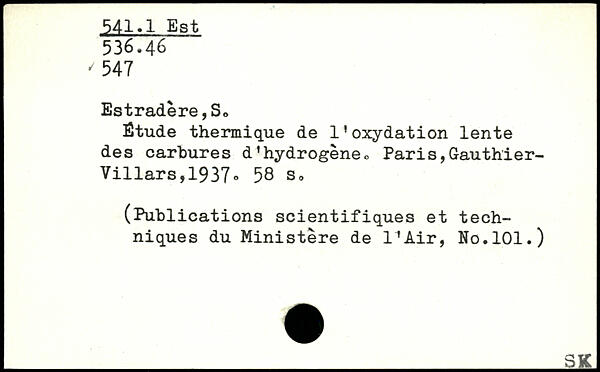 541.1 Est
536.46
547
Estradère,S.
Étude thermique de l'oxydation lente
des carbures d'hydrogène. Paris,Gauthier-
Villars,1937. 58 s.
(Publications scientifiques et tech-
niques du Ministère de l'Air, No.101.)
SK